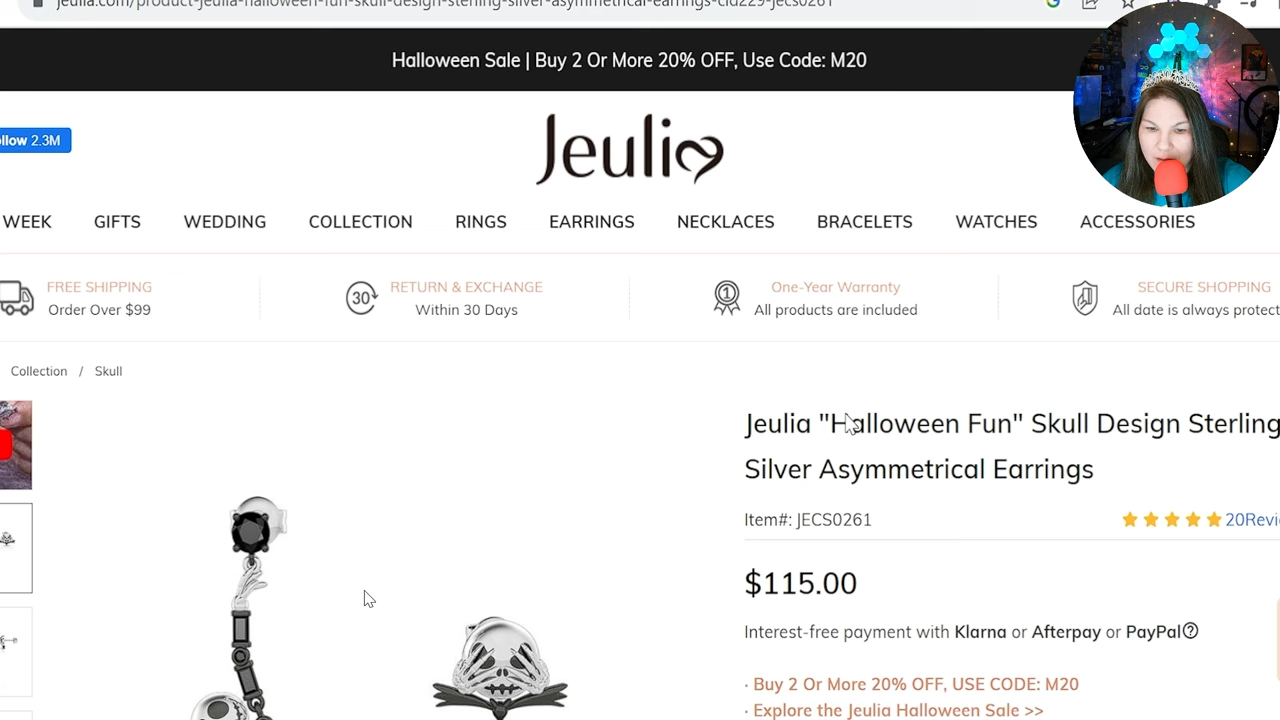 jeulia.com/product-jeulia-halloween-fun-skull-design-sterling-silver-asymmetrical-earrings-cld229-jecs0261
Halloween Sale | Buy 2 Or More 20% OFF, Use Code: M20
ollow 2.3M
Jeulia
WEEK GIFTS WEDDING COLLECTION RINGS EARRINGS NECKLACES BRACELETS WATCHES ACCESSORIES
FREE SHIPPING
Order Over $99
30
RETURN & EXCHANGE
Within 30 Days
1
One-Year Warranty
All products are included
SECURE SHOPPING
All date is always protect
Collection / Skull
Jeulia "Halloween Fun" Skull Design Sterling
Silver Asymmetrical Earrings
Item#: JECS0261
20Revi
$115.00
Interest-free payment with Klarna or Afterpay or PayPal?
· Buy 2 Or More 20% OFF, USE CODE: M20
· Explore the Jeulia Halloween Sale >>